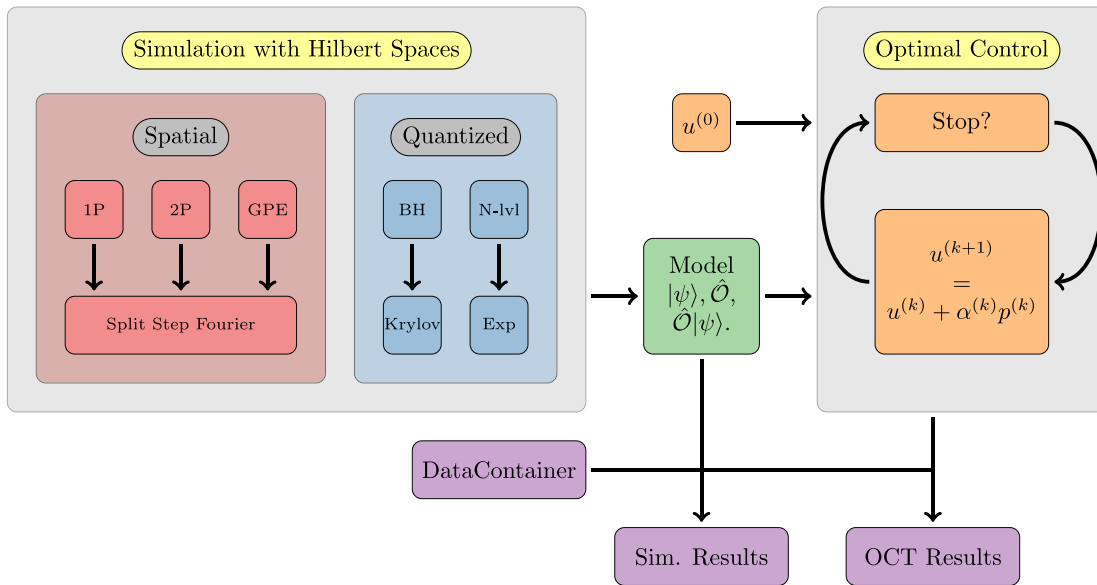 Simulation with Hilbert Spaces
Spatial
1P
2P
GPE
Split Step Fourier
Quantized
BH
N-lvl
Krylov
Exp
u^{(0)}
Model
|ψ⟩, Ô,
Ô|ψ⟩.
Optimal Control
Stop?
u^{(k+1)}
=
u^{(k)} + α^{(k)}p^{(k)}
DataContainer
Sim. Results
OCT Results